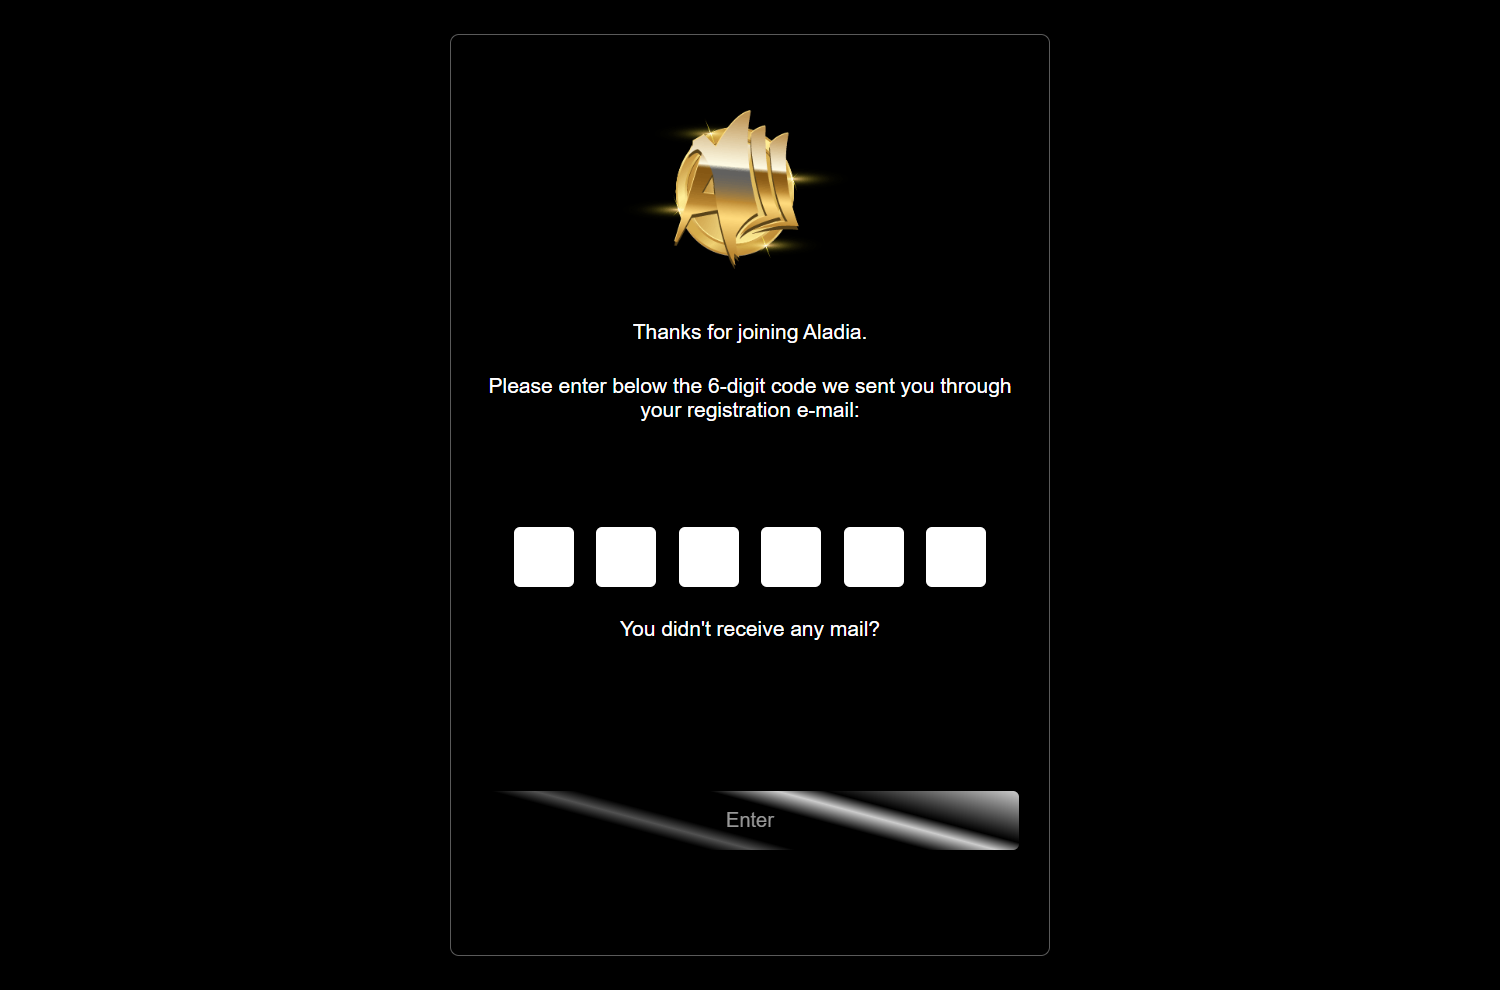 Thanks for joining Aladia.
Please enter below the 6-digit code we sent you through
your registration e-mail:
You didn't receive any mail?
Enter